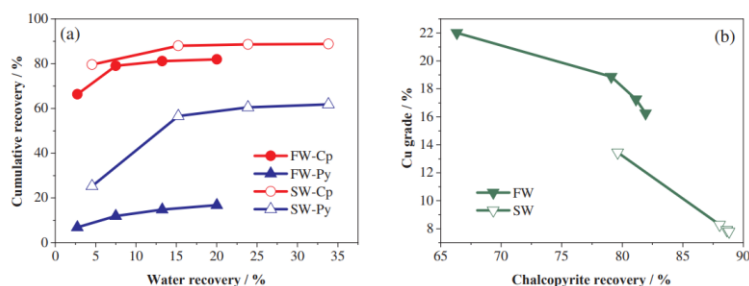 (a)
100
80
60
40
20
0
0 5 10 15 20 25 30 35
Cumulative recovery / %
Water recovery / %
FW-Cp
FW-Py
SW-Cp
SW-Py
(b)
24
22
20
18
16
14
12
10
8
65 70 75 80 85 90
Cu grade / %
Chalcopyrite recovery / %
FW
SW